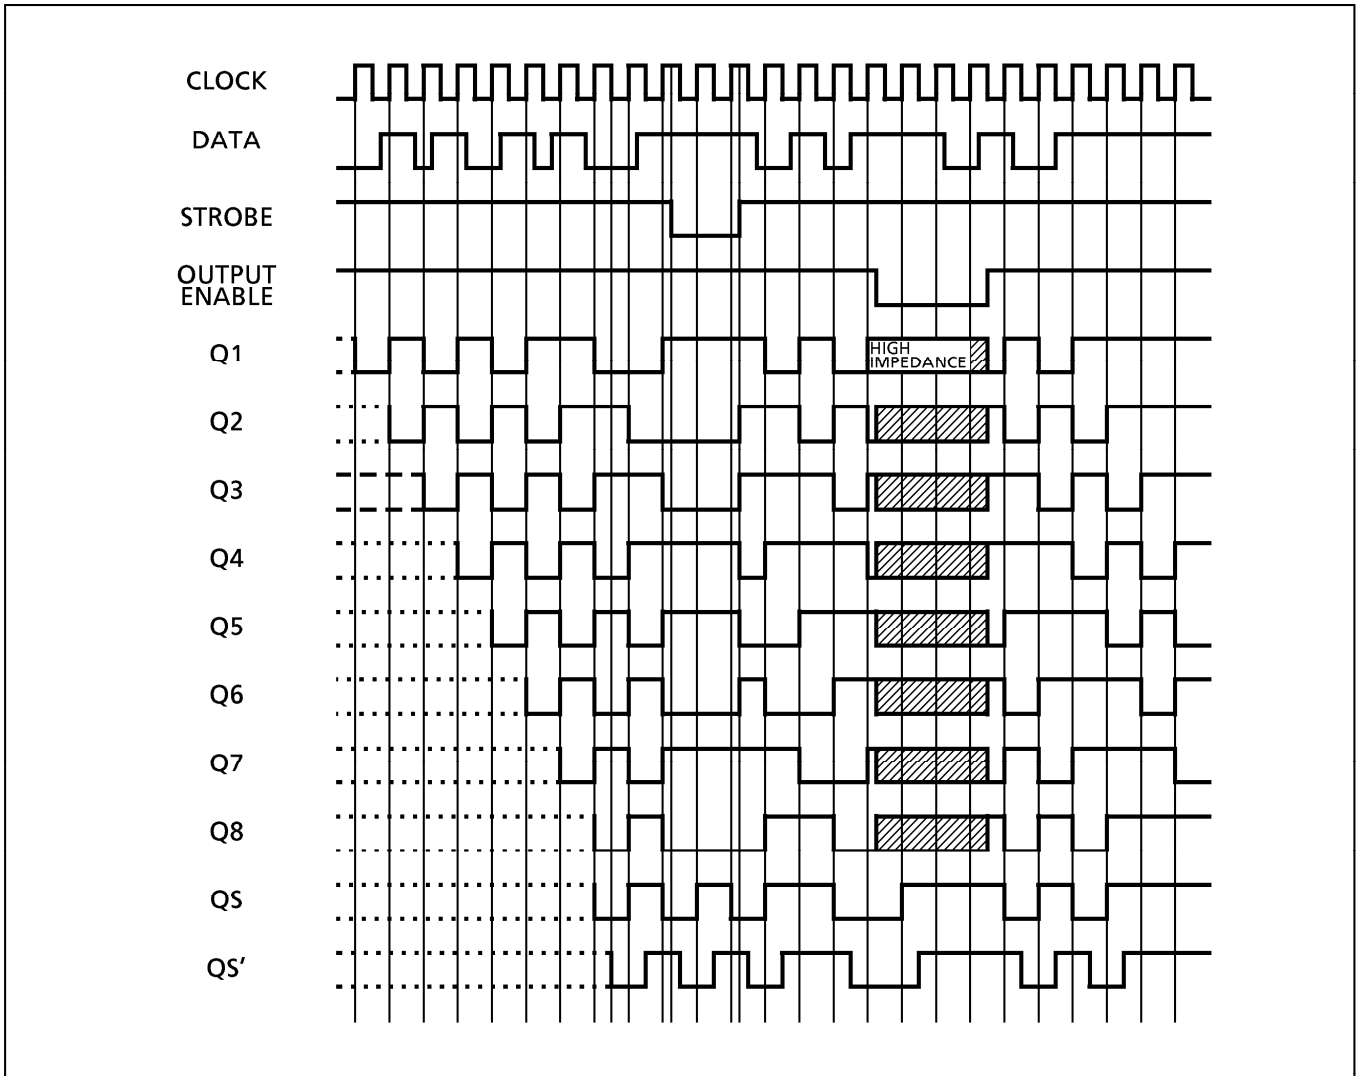 CLOCK
DATA
STROBE
OUTPUT
ENABLE
Q1
HIGH
IMPEDANCE
Q2
Q3
Q4
Q5
Q6
Q7
Q8
QS
QS′